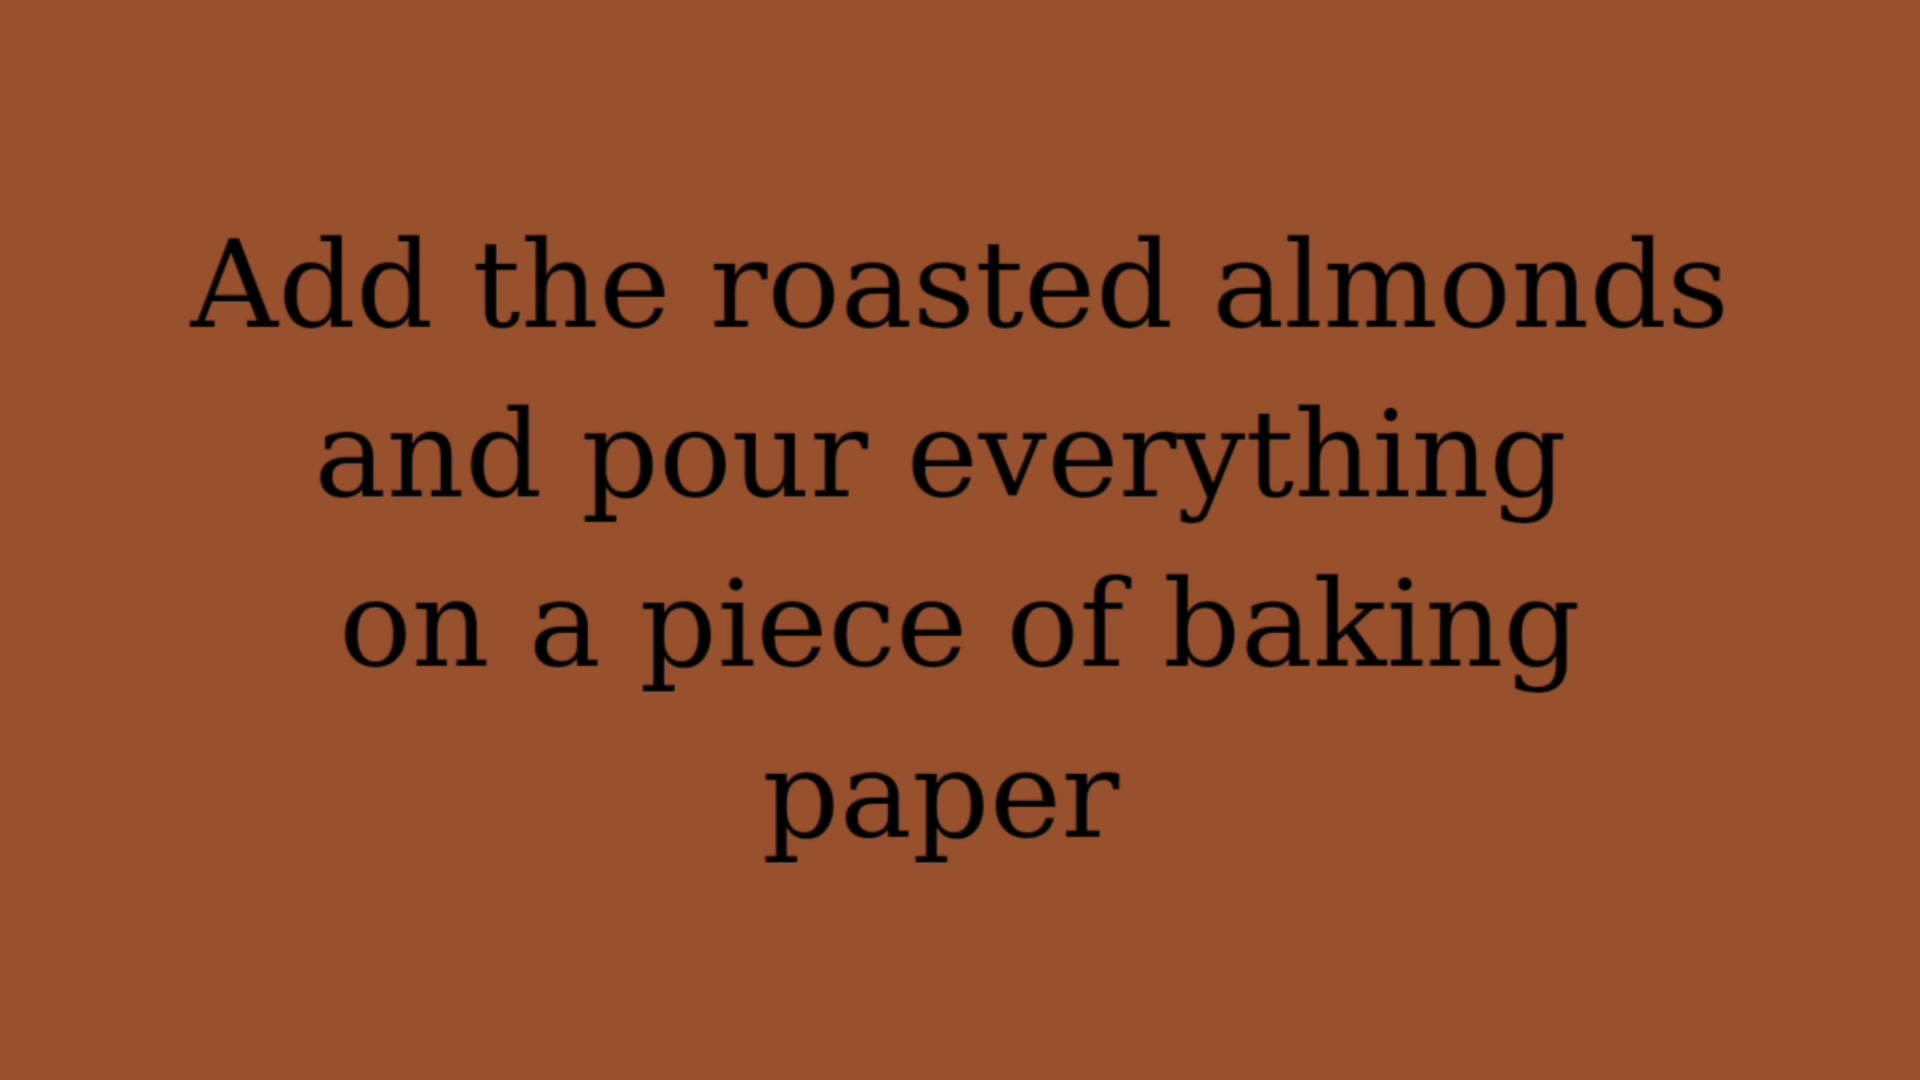 Add the roasted almonds
and pour everything
on a piece of baking
paper